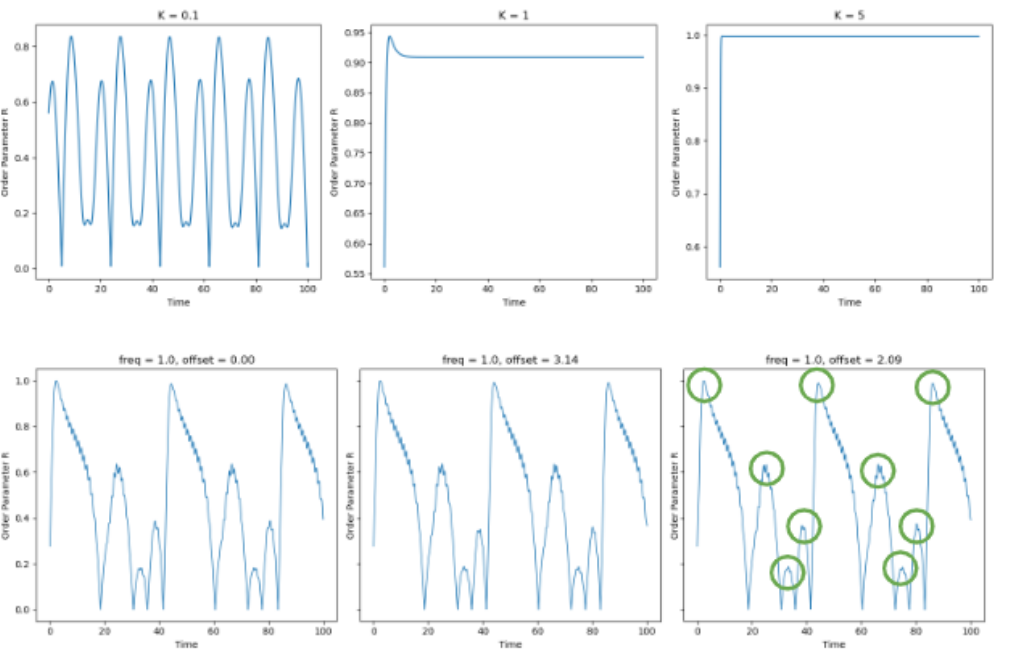 K = 0.1
K = 1
K = 5
Order Parameter R
0.8
0.6
0.4
0.2
0.0
0 20 40 60 80 100
Time
Order Parameter R
0.95
0.90
0.85
0.80
0.75
0.70
0.65
0.60
0.55
0 20 40 60 80 100
Time
Order Parameter R
1.0
0.9
0.8
0.7
0.6
0 20 40 60 80 100
Time
freq = 1.0, offset = 0.00
freq = 1.0, offset = 3.14
freq = 1.0, offset = 2.09
Order Parameter R
1.0
0.8
0.6
0.4
0.2
0.0
0 20 40 60 80 100
Time
Order Parameter R
0 20 40 60 80 100
Time
Order Parameter R
0 20 40 60 80 100
Time